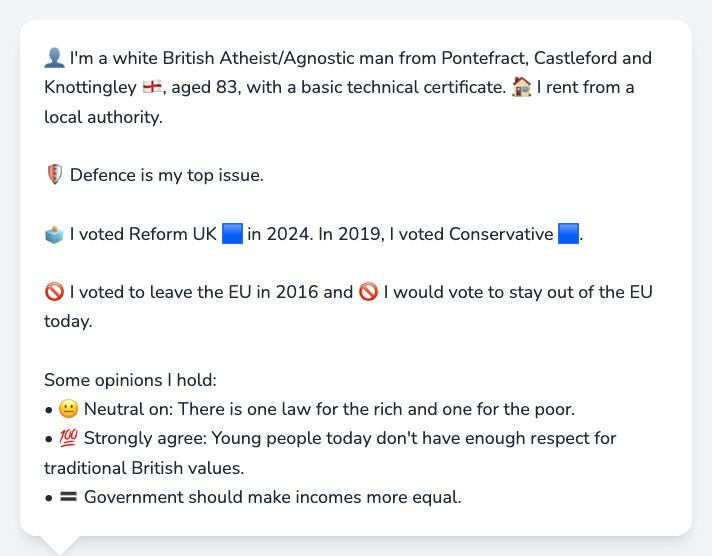 👤 I'm a white British Atheist/Agnostic man from Pontefract, Castleford and
Knottingley 🏴󠁧󠁢󠁥󠁮󠁧󠁿, aged 83, with a basic technical certificate. 🏠 I rent from a
local authority.
🛡️ Defence is my top issue.
🗳️ I voted Reform UK 🟦 in 2024. In 2019, I voted Conservative 🟦.
🚫 I voted to leave the EU in 2016 and 🚫 I would vote to stay out of the EU
today.
Some opinions I hold:
• 😐 Neutral on: There is one law for the rich and one for the poor.
• 💯 Strongly agree: Young people today don't have enough respect for
traditional British values.
• 🟰 Government should make incomes more equal.